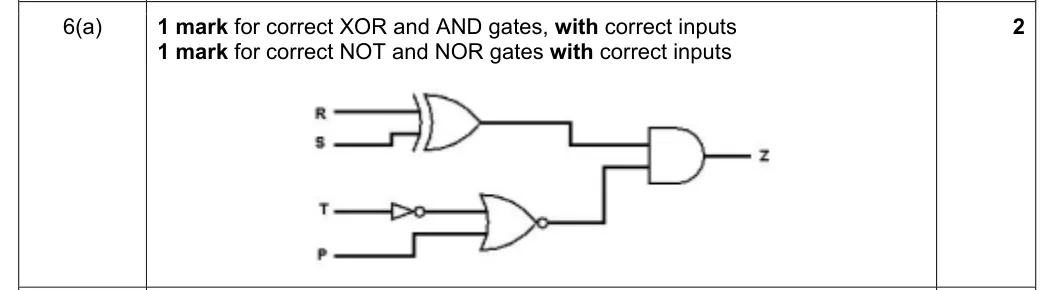 6(a)
1 mark for correct XOR and AND gates, with correct inputs
1 mark for correct NOT and NOR gates with correct inputs
2
R
S
Z
T
P